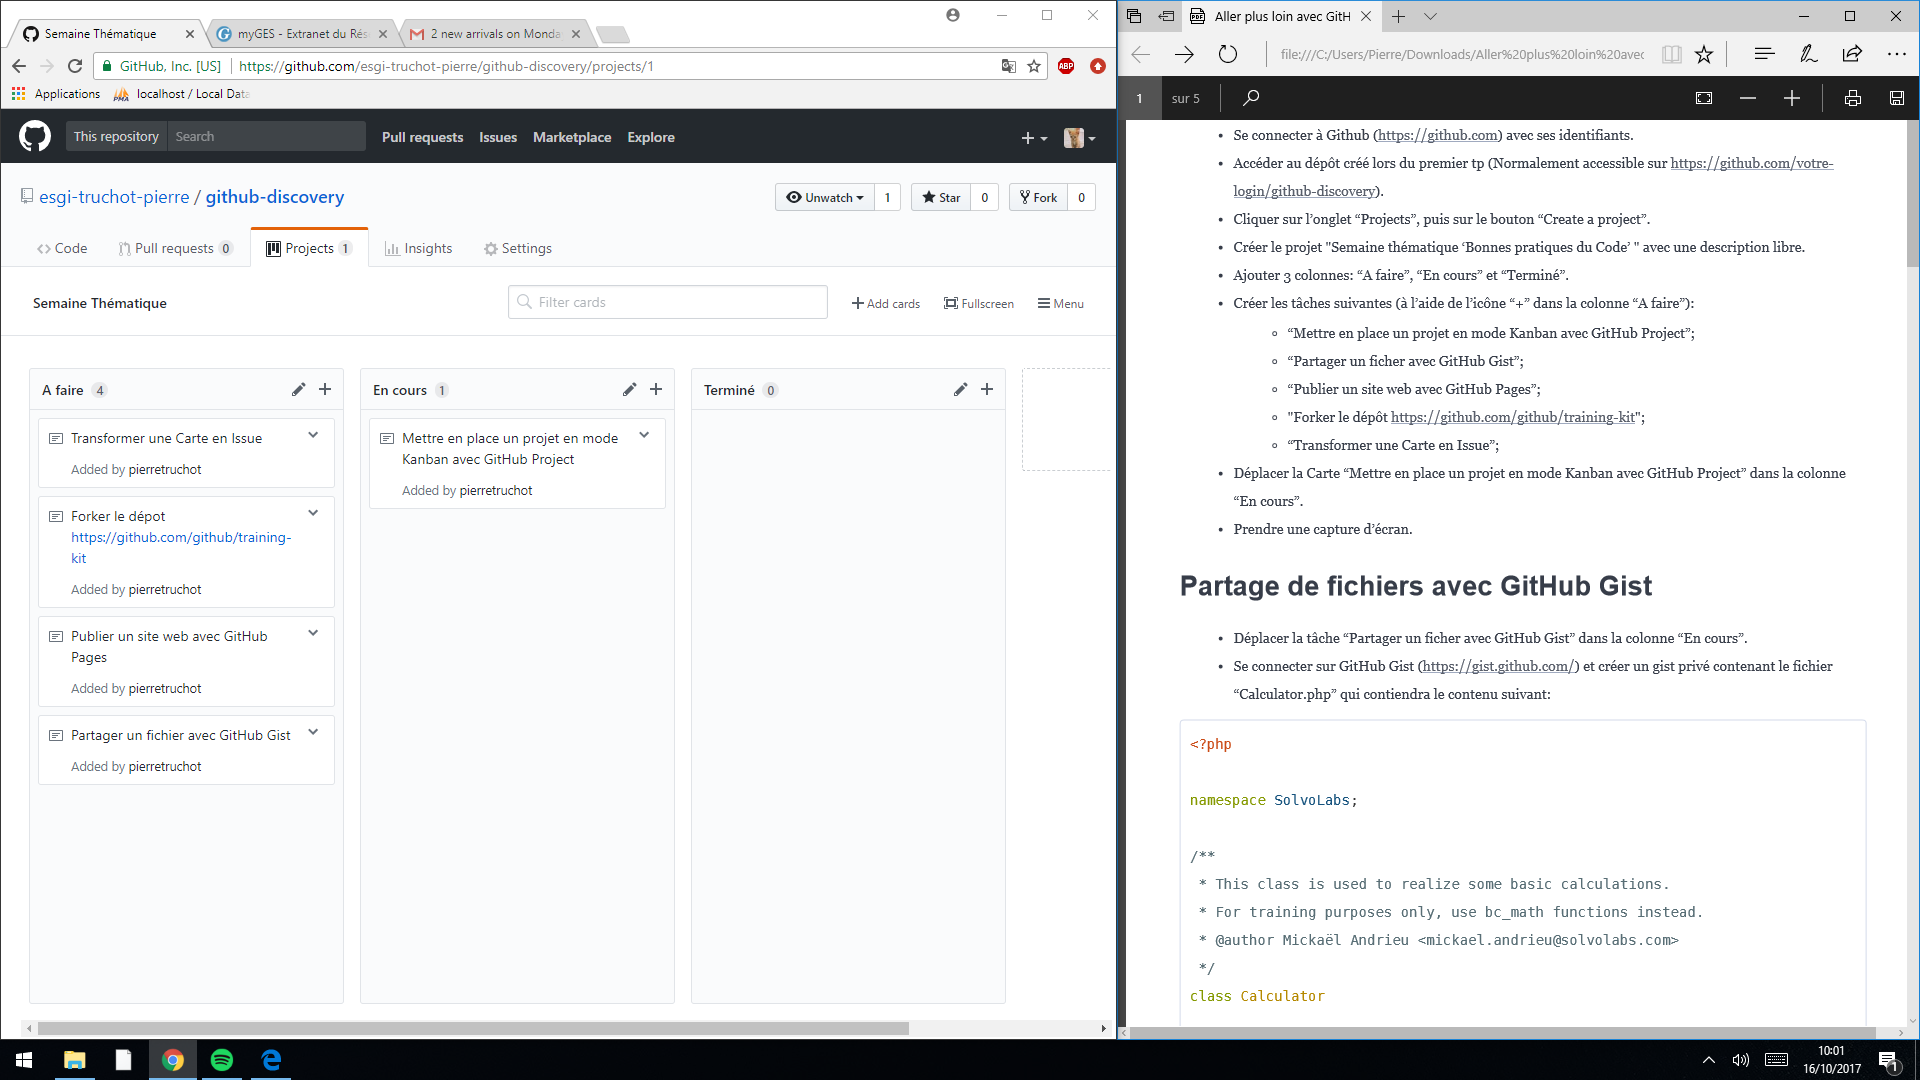 Semaine Thématique
myGES - Extranet du Rés
2 new arrivals on Monda
GitHub, Inc. [US]
https://github.com/esgi-truchot-pierre/github-discovery/projects/1
ABP
Applications
PMA
localhost / Local Data
This repository
Search
Pull requests
Issues
Marketplace
Explore
esgi-truchot-pierre / github-discovery
Unwatch 1
Star 0
Fork 0
Code
Pull requests 0
Projects 1
Insights
Settings
Semaine Thématique
Filter cards
Add cards
Fullscreen
Menu
A faire 4
Transformer une Carte en Issue
Added by pierretruchot
Forker le dépot
https://github.com/github/training-
kit
Added by pierretruchot
Publier un site web avec GitHub
Pages
Added by pierretruchot
Partager un fichier avec GitHub Gist
Added by pierretruchot
En cours 1
Mettre en place un projet en mode
Kanban avec GitHub Project
Added by pierretruchot
Terminé 0
PDF
Aller plus loin avec GitH
file:///C:/Users/Pierre/Downloads/Aller%20plus%20loin%20avec
1 sur 5
• Se connecter à Github (https://github.com) avec ses identifiants.
• Accéder au dépôt créé lors du premier tp (Normalement accessible sur https://github.com/votre-
login/github-discovery).
• Cliquer sur l’onglet “Projects”, puis sur le bouton “Create a project”.
• Créer le projet "Semaine thématique ‘Bonnes pratiques du Code’ " avec une description libre.
• Ajouter 3 colonnes: “A faire”, “En cours” et “Terminé”.
• Créer les tâches suivantes (à l’aide de l’icône “+” dans la colonne “A faire”):
◦ “Mettre en place un projet en mode Kanban avec GitHub Project”;
◦ “Partager un ficher avec GitHub Gist”;
◦ “Publier un site web avec GitHub Pages”;
◦ "Forker le dépôt https://github.com/github/training-kit";
◦ “Transformer une Carte en Issue”;
• Déplacer la Carte “Mettre en place un projet en mode Kanban avec GitHub Project” dans la colonne
“En cours”.
• Prendre une capture d’écran.
Partage de fichiers avec GitHub Gist
• Déplacer la tâche “Partager un ficher avec GitHub Gist” dans la colonne “En cours”.
• Se connecter sur GitHub Gist (https://gist.github.com/) et créer un gist privé contenant le fichier
“Calculator.php” qui contiendra le contenu suivant:
<?php
namespace SolvoLabs;
/**
* This class is used to realize some basic calculations.
* For training purposes only, use bc_math functions instead.
* @author Mickaël Andrieu <mickael.andrieu@solvolabs.com>
*/
class Calculator
10:01
16/10/2017
1